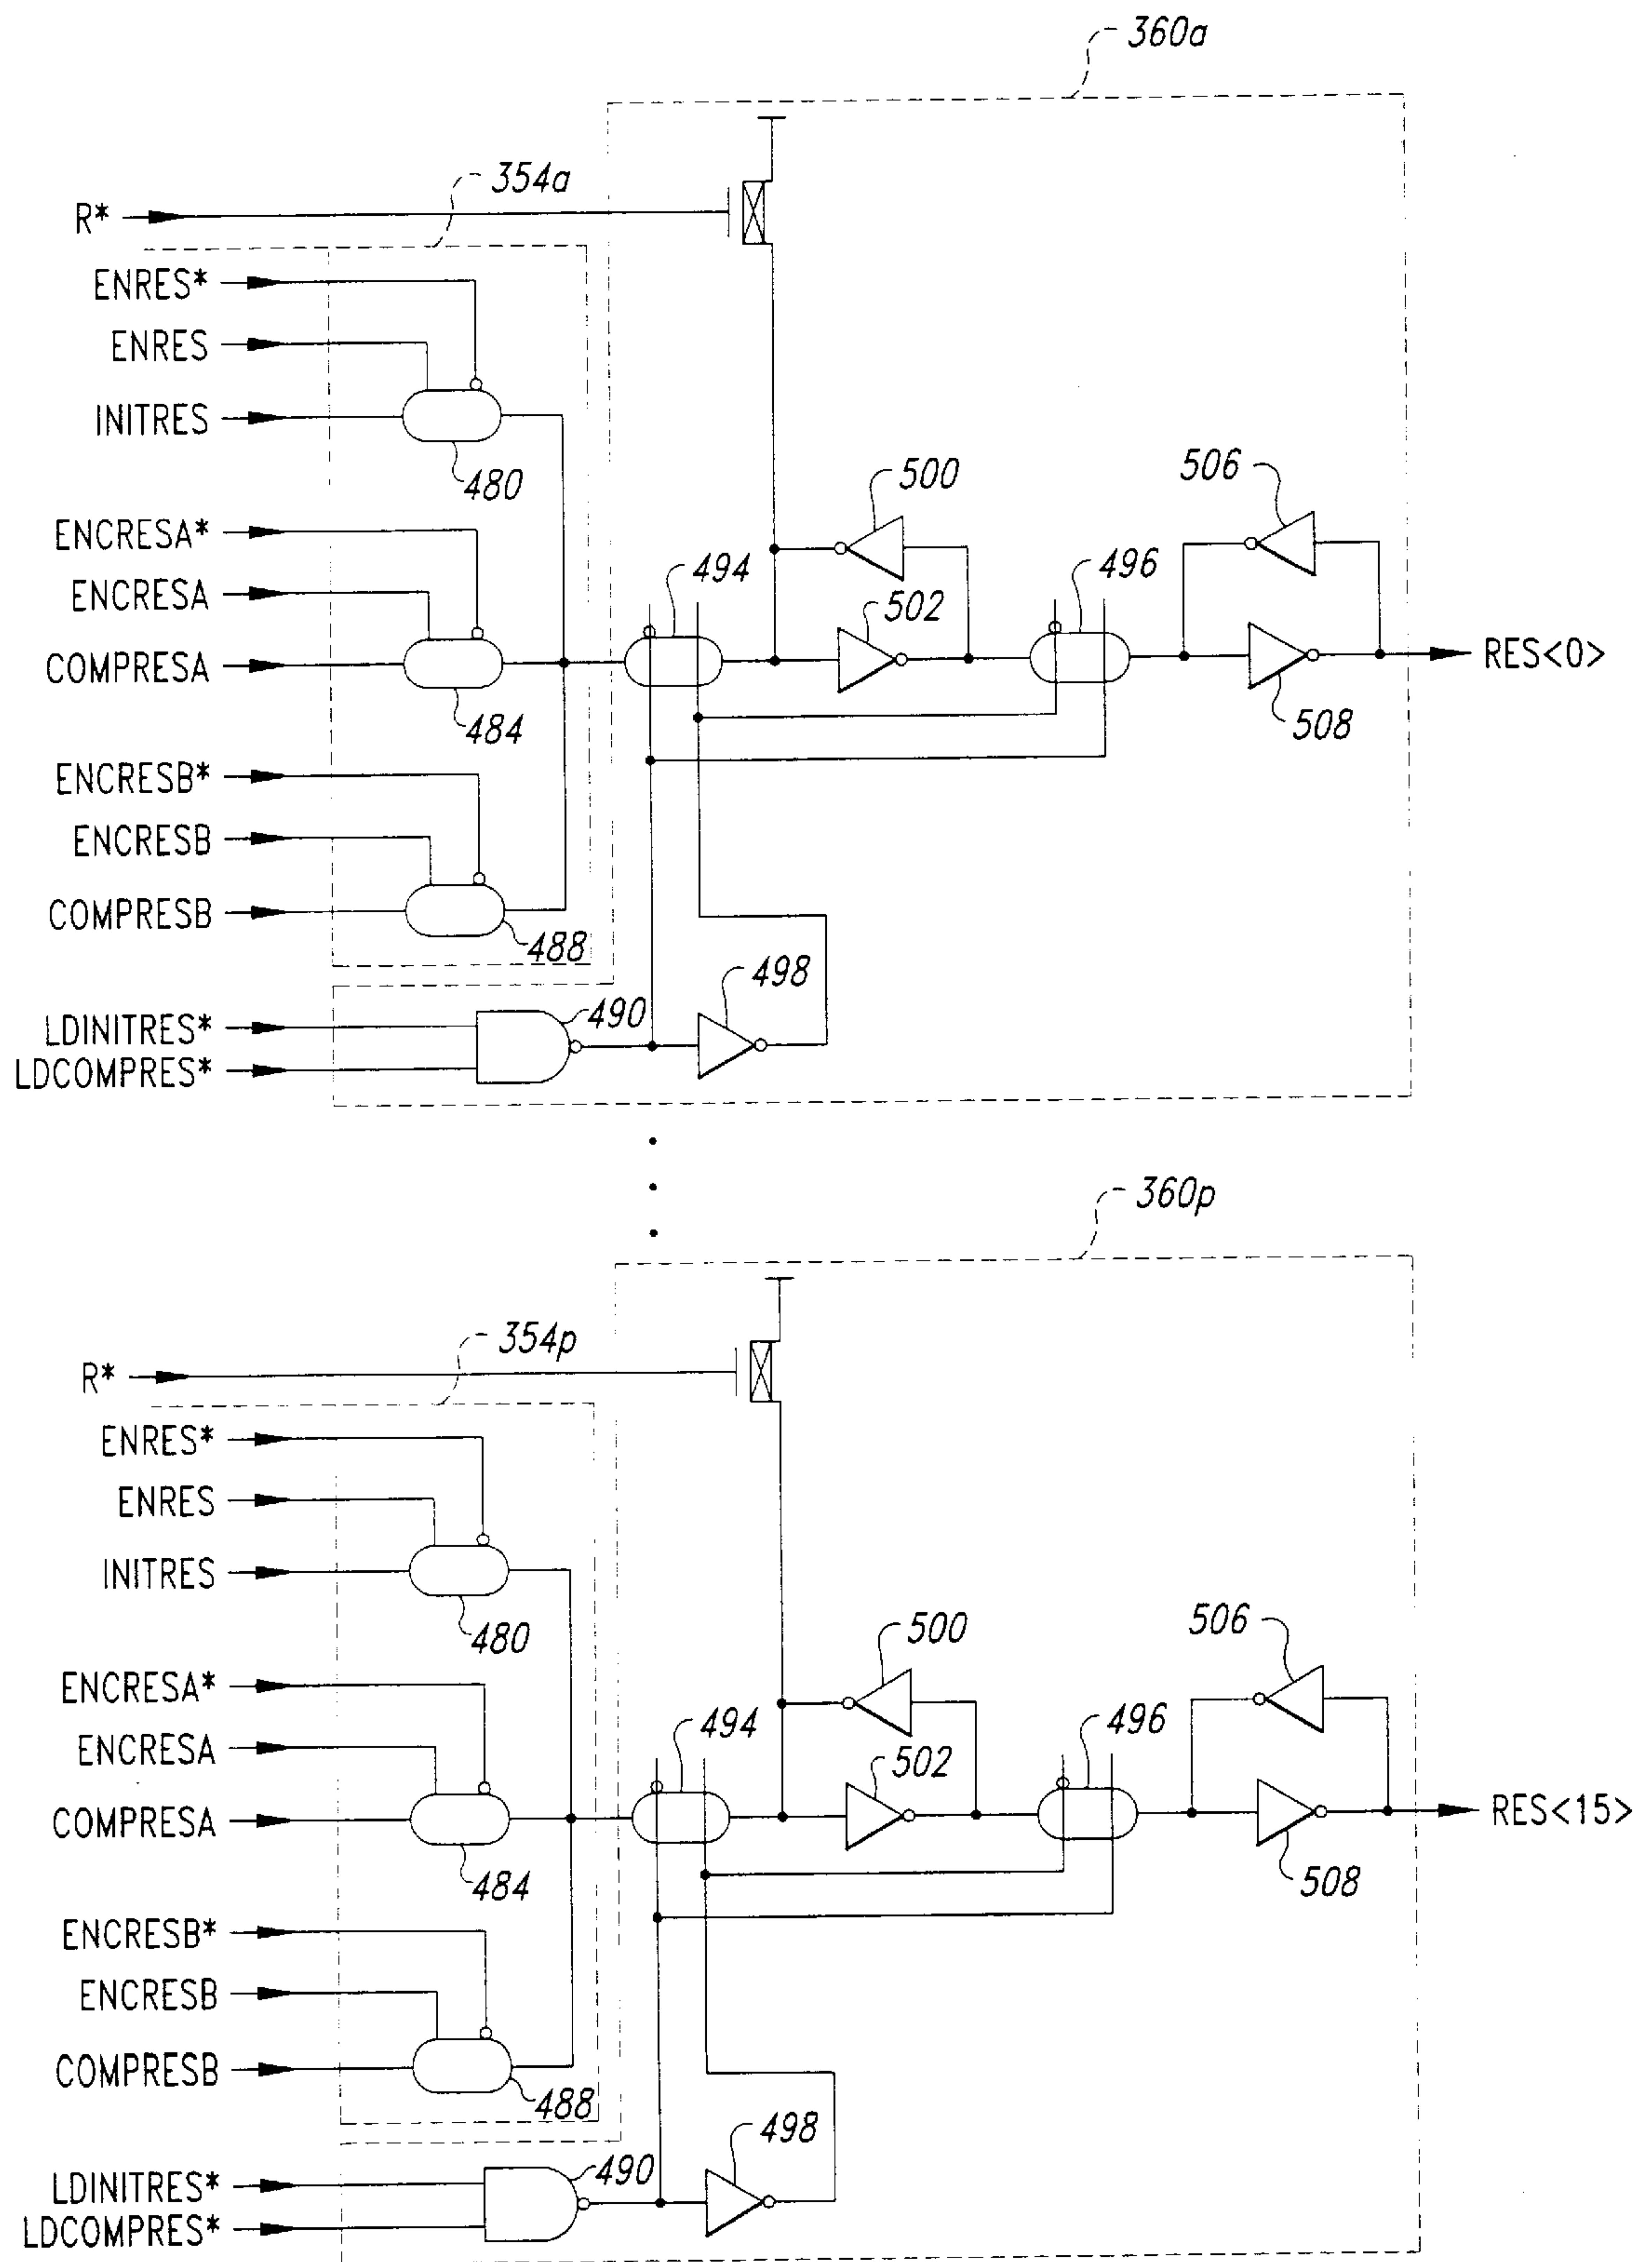 360a
354a
R*
ENRES*
ENRES
INITRES
480
500
506
ENCRESA*
494
496
ENCRESA
502
COMPRESA
RES<0>
484
508
ENCRESB*
ENCRESB
COMPRESB
488
498
490
LDINITRES*
LDCOMPRES*
360p
354p
R*
ENRES*
ENRES
INITRES
480
500
506
ENCRESA*
494
496
ENCRESA
502
COMPRESA
RES<15>
484
508
ENCRESB*
ENCRESB
COMPRESB
488
498
490
LDINITRES*
LDCOMPRES*